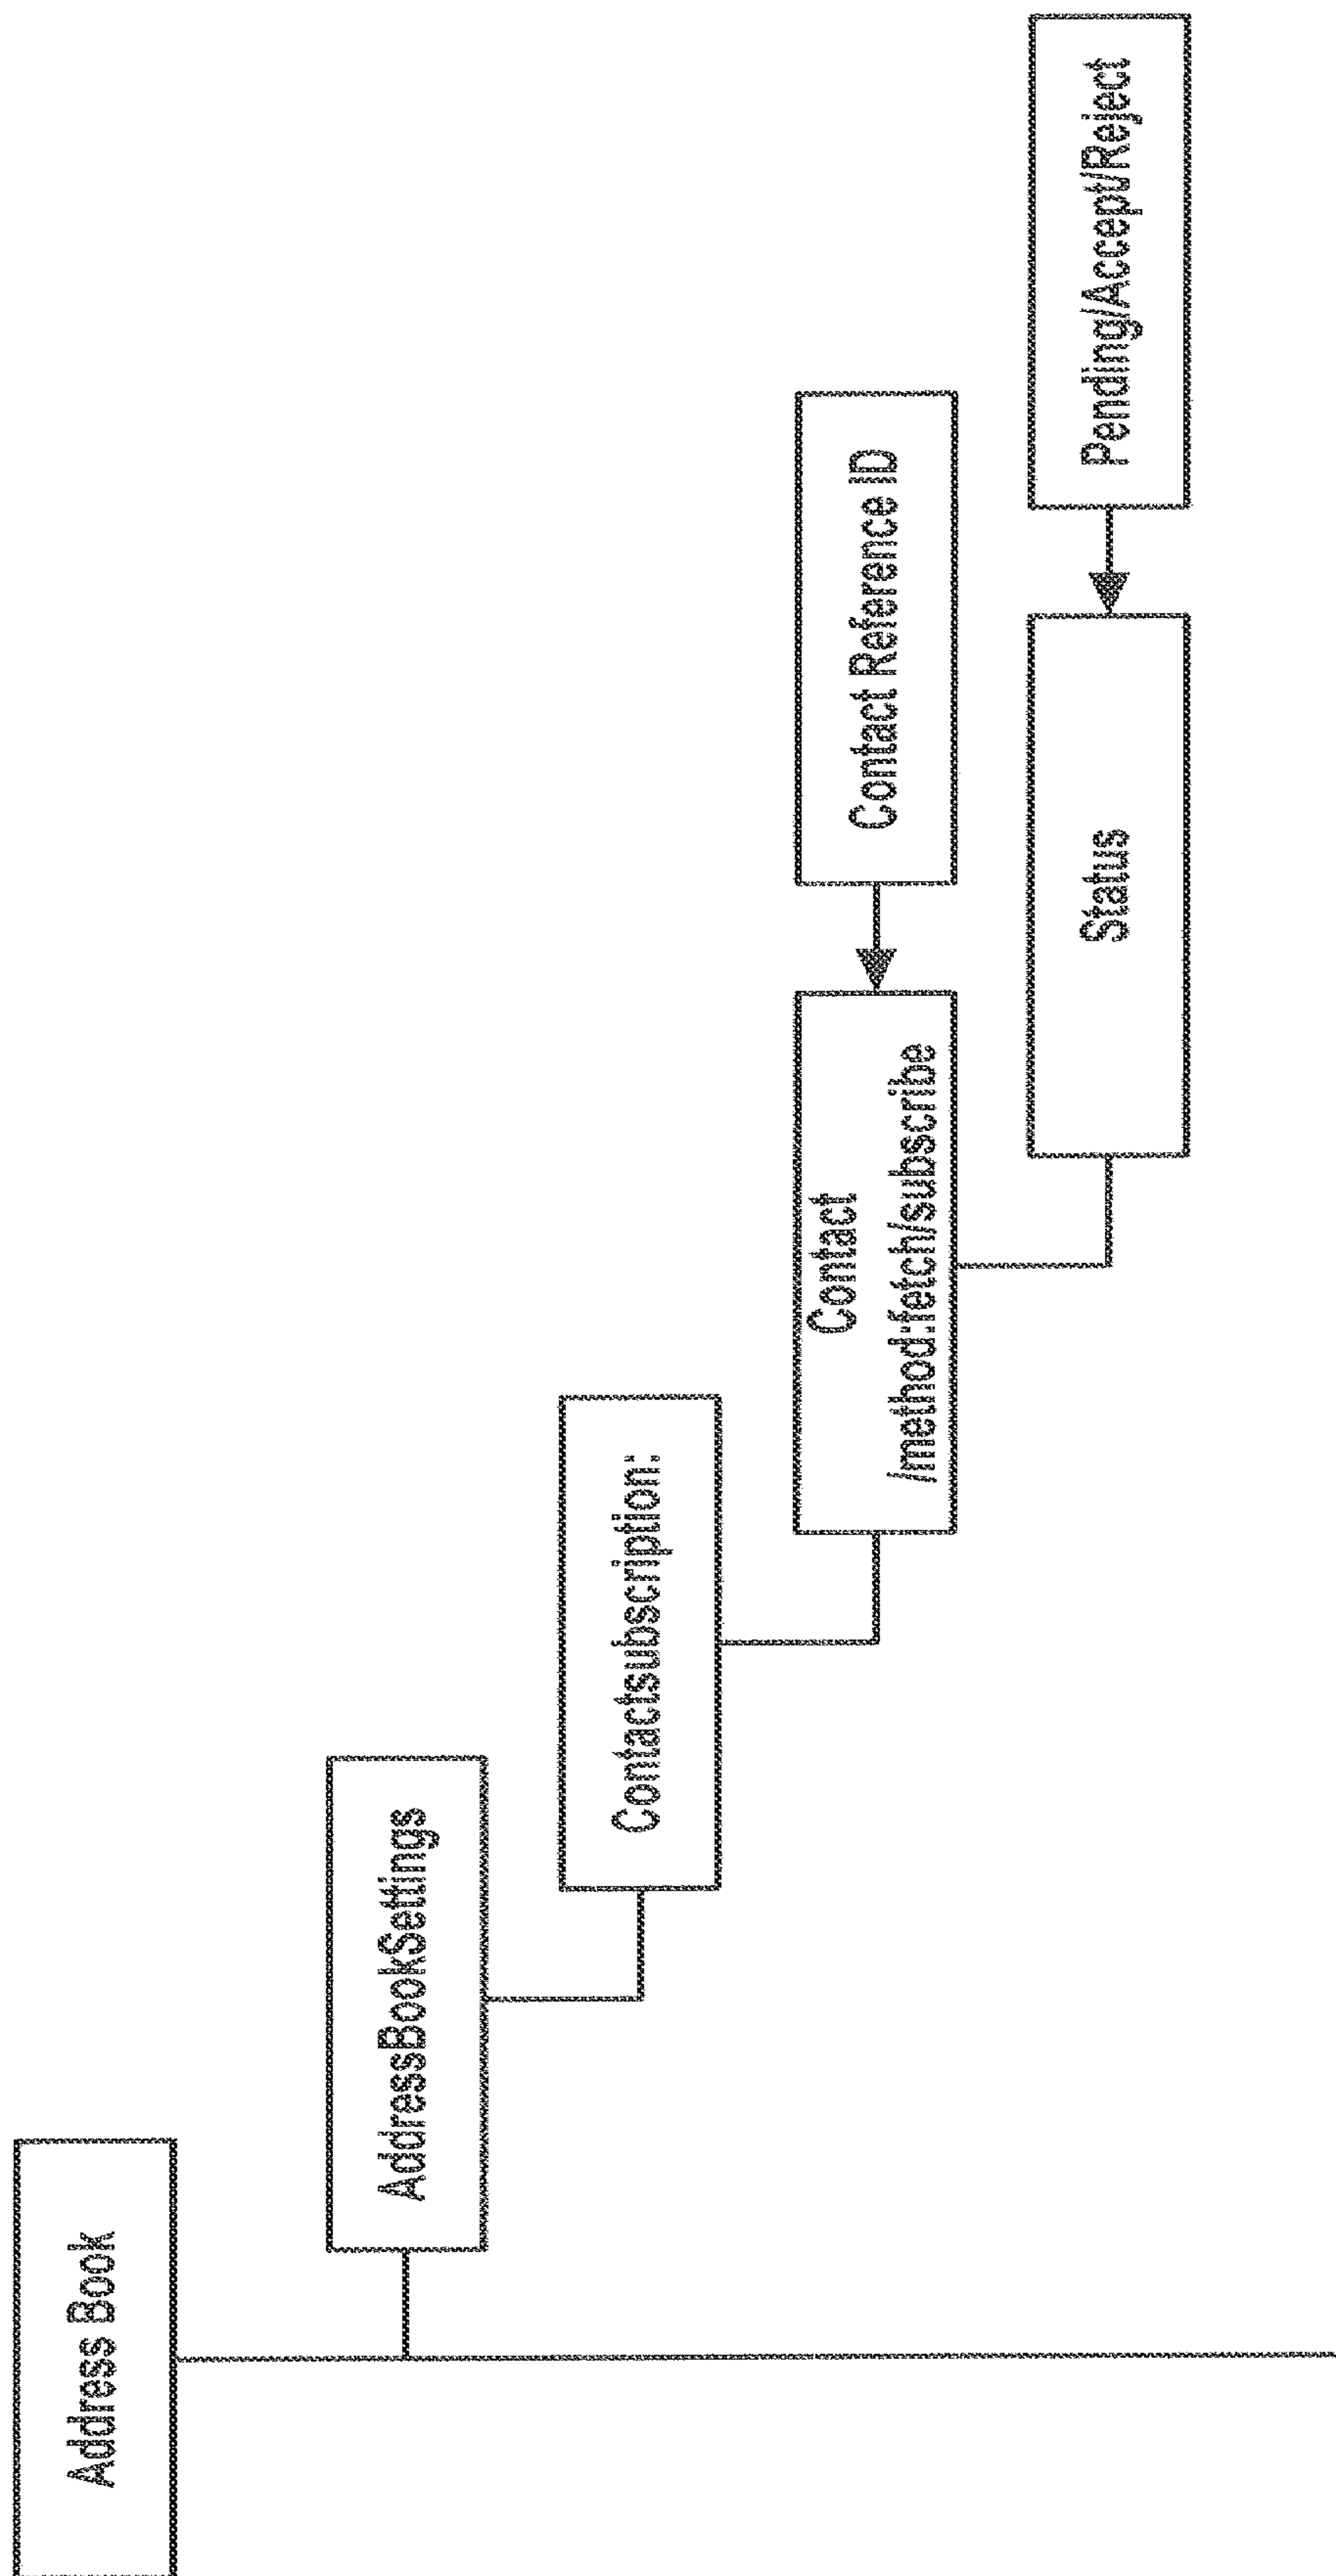 Address Book
AddressBookSettings
Contactsubscription:
Contact
/method:fetch/subscribe
Contact Reference ID
Status
Pending/Accept/Reject